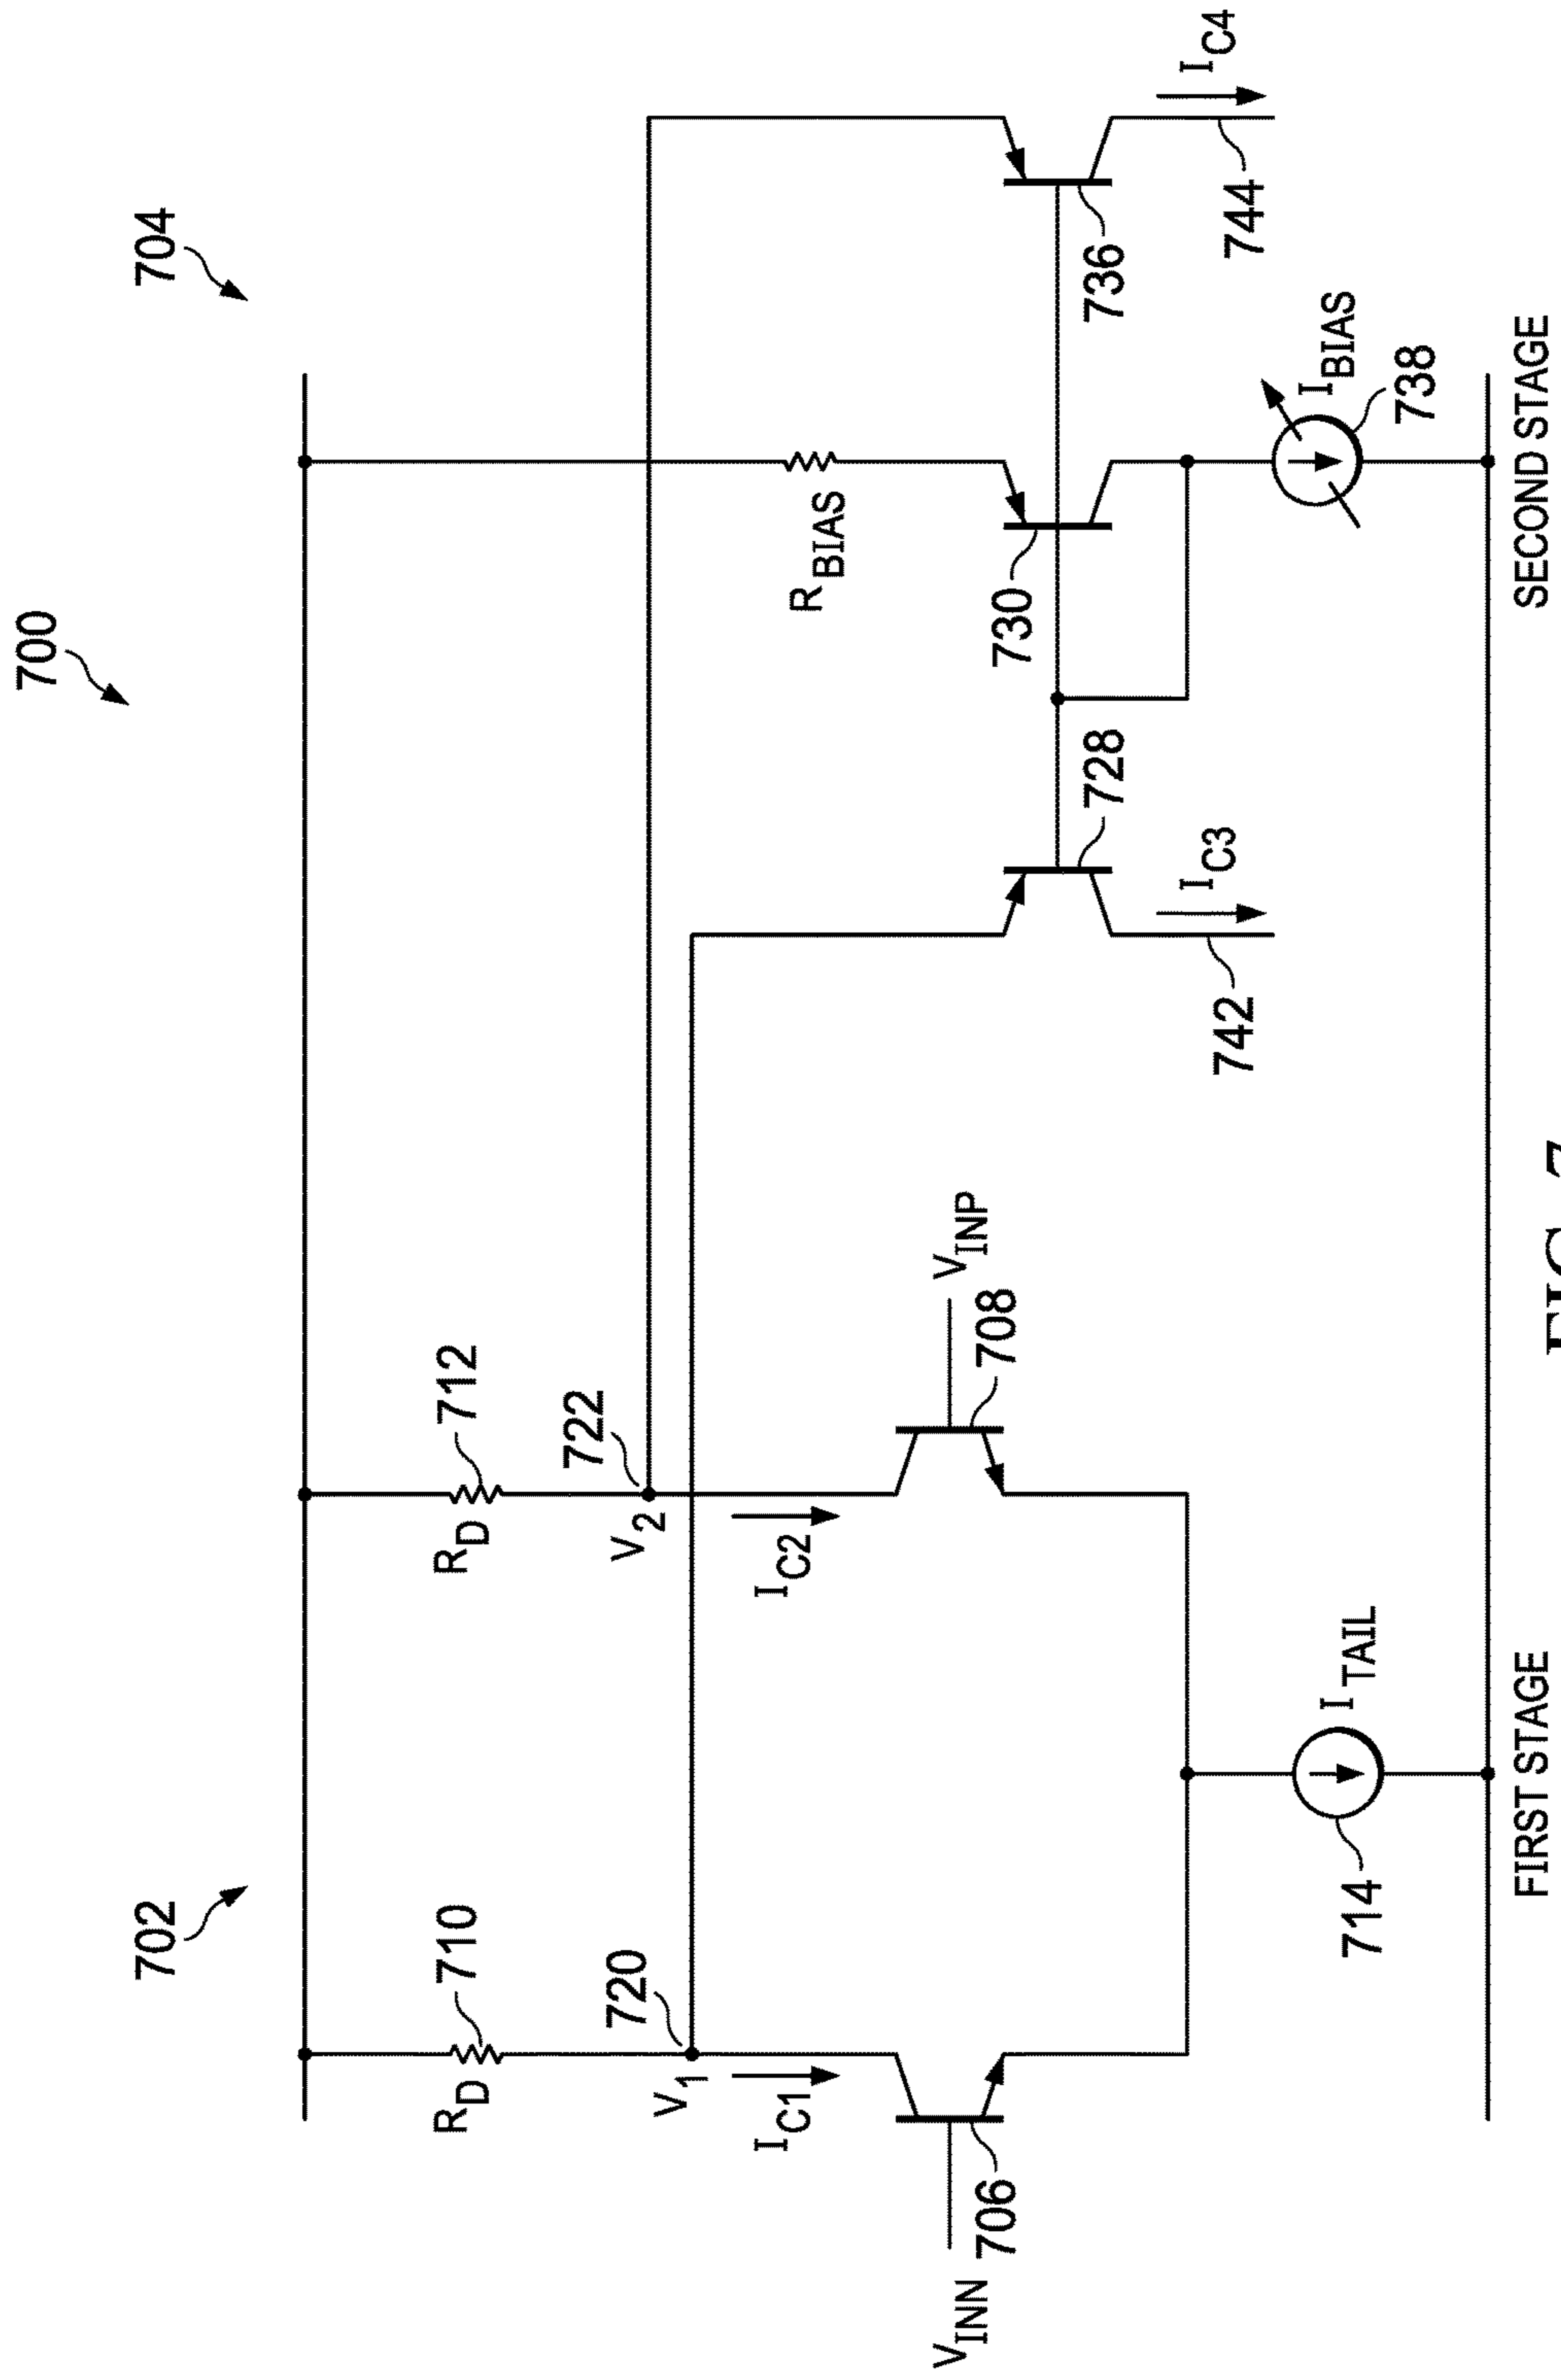 700
702
704
R_D
710
R_D
712
720
V_1
722
V_2
I_C1
I_C2
V_INN
706
708
V_INP
R_BIAS
730
728
736
I_C3
742
I_C4
744
714
I_TAIL
I_BIAS
738
FIRST STAGE
SECOND STAGE